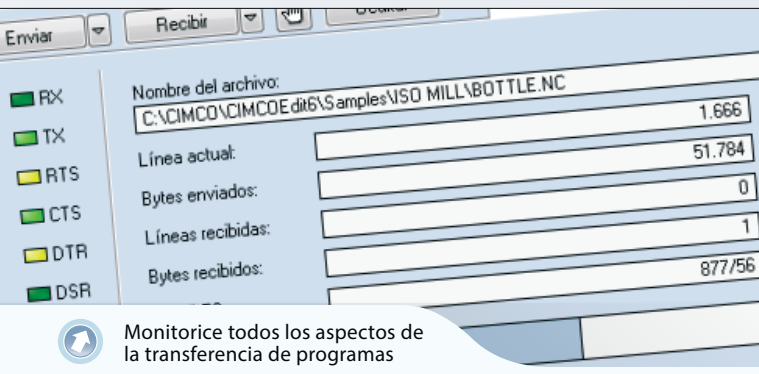 Enviar
Recibir
RX
TX
RTS
CTS
DTR
DSR
Nombre del archivo:
C:\CIMCO\CIMCOEdit6\Samples\ISO MILL\BOTTLE.NC
Línea actual: 1.666
Bytes enviados: 51.784
Líneas recibidas: 0
Bytes recibidos: 1
877/56
Monitorice todos los aspectos de
la transferencia de programas